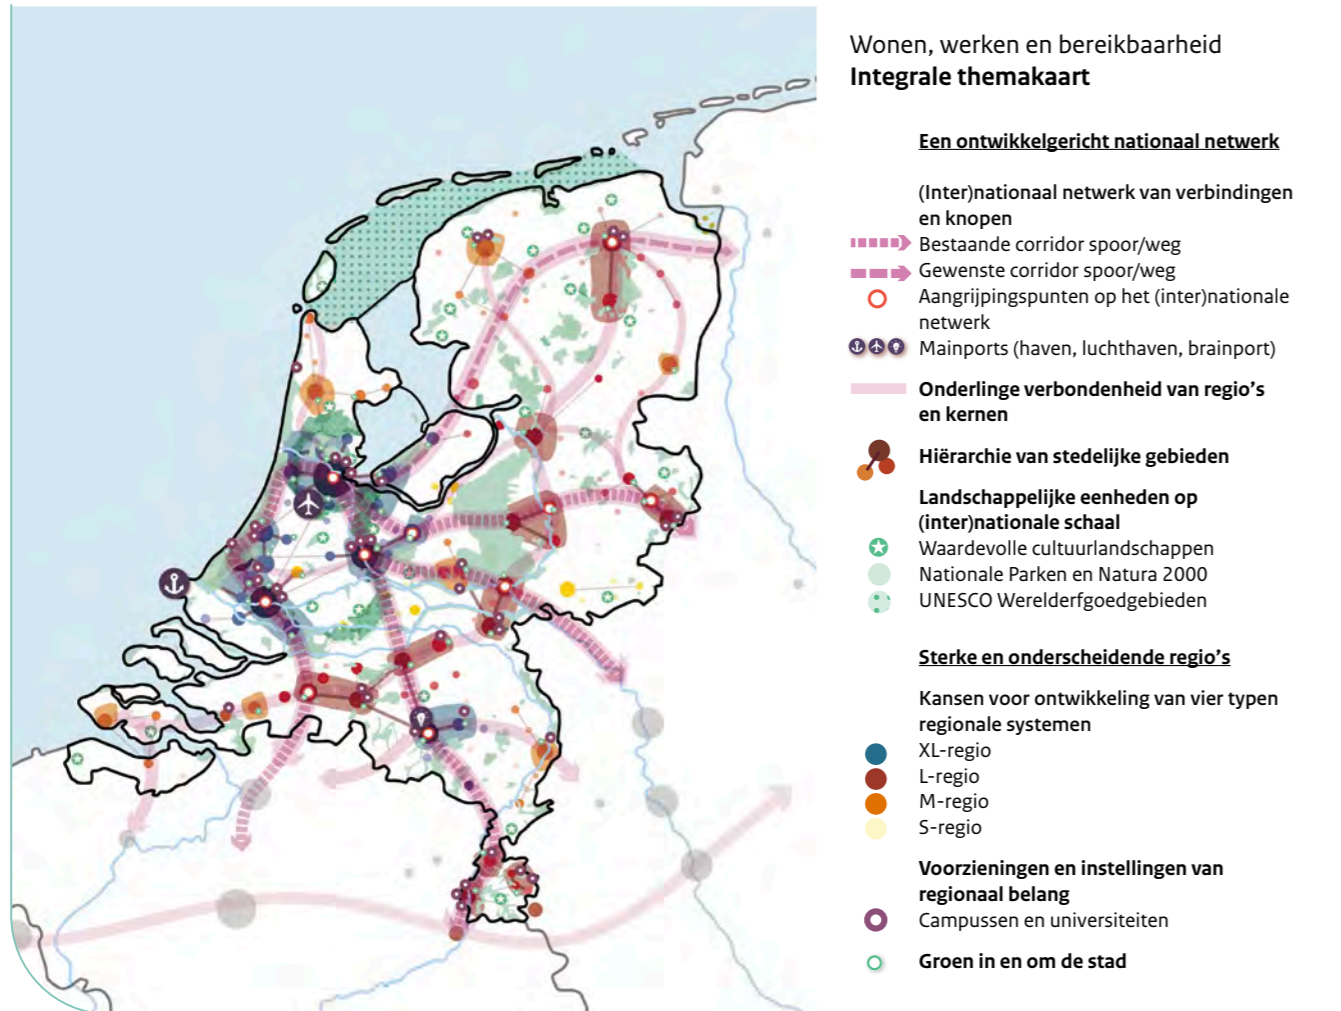 Wonen, werken en bereikbaarheid
Integrale themakaart
Een ontwikkelgericht nationaal netwerk
(Inter)nationaal netwerk van verbindingen
en knopen
Bestaande corridor spoor/weg
Gewenste corridor spoor/weg
Aangrijpingspunten op het (inter)nationale
netwerk
Mainports (haven, luchthaven, brainport)
Onderlinge verbondenheid van regio's
en kernen
Hiërarchie van stedelijke gebieden
Landschappelijke eenheden op
(inter)nationale schaal
Waardevolle cultuurlandschappen
Nationale Parken en Natura 2000
UNESCO Werelderfgoedgebieden
Sterke en onderscheidende regio's
Kansen voor ontwikkeling van vier typen
regionale systemen
XL-regio
L-regio
M-regio
S-regio
Voorzieningen en instellingen van
regionaal belang
Campussen en universiteiten
Groen in en om de stad